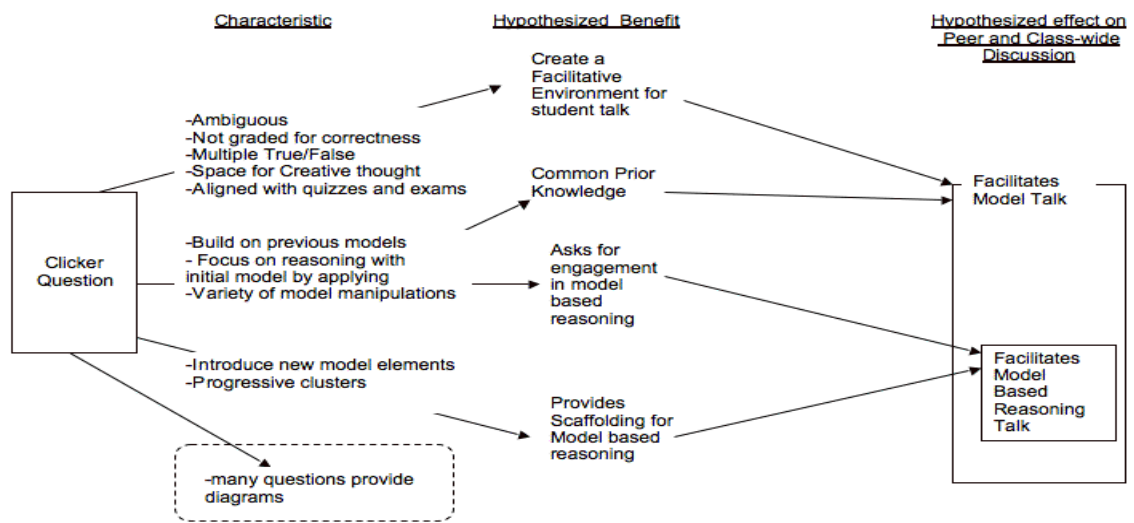 Characteristic
Hypothesized Benefit
Hypothesized effect on
Peer and Class-wide
Discussion
Clicker
Question
-Ambiguous
-Not graded for correctness
-Multiple True/False
-Space for Creative thought
-Aligned with quizzes and exams
-Build on previous models
- Focus on reasoning with
initial model by applying
-Variety of model manipulations
-Introduce new model elements
-Progressive clusters
-many questions provide
diagrams
Create a
Facilitative
Environment for
student talk
Common Prior
Knowledge
Asks for
engagement
in model
based
reasoning
Provides
Scaffolding for
Model based
reasoning
Facilitates
Model Talk
Facilitates
Model
Based
Reasoning
Talk